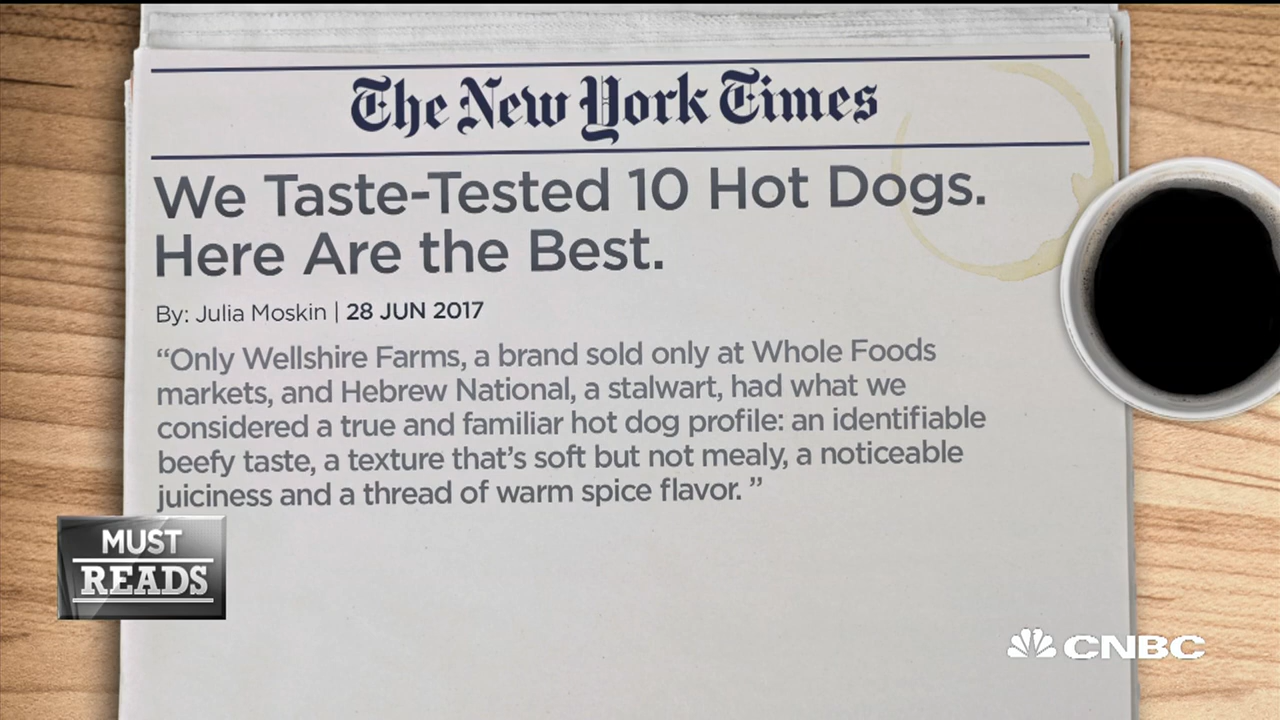 The New York Times
We Taste-Tested 10 Hot Dogs.
Here Are the Best.
By: Julia Moskin | 28 JUN 2017
“Only Wellshire Farms, a brand sold only at Whole Foods
markets, and Hebrew National, a stalwart, had what we
considered a true and familiar hot dog profile: an identifiable
beefy taste, a texture that’s soft but not mealy, a noticeable
juiciness and a thread of warm spice flavor. ”
MUST
READS
CNBC